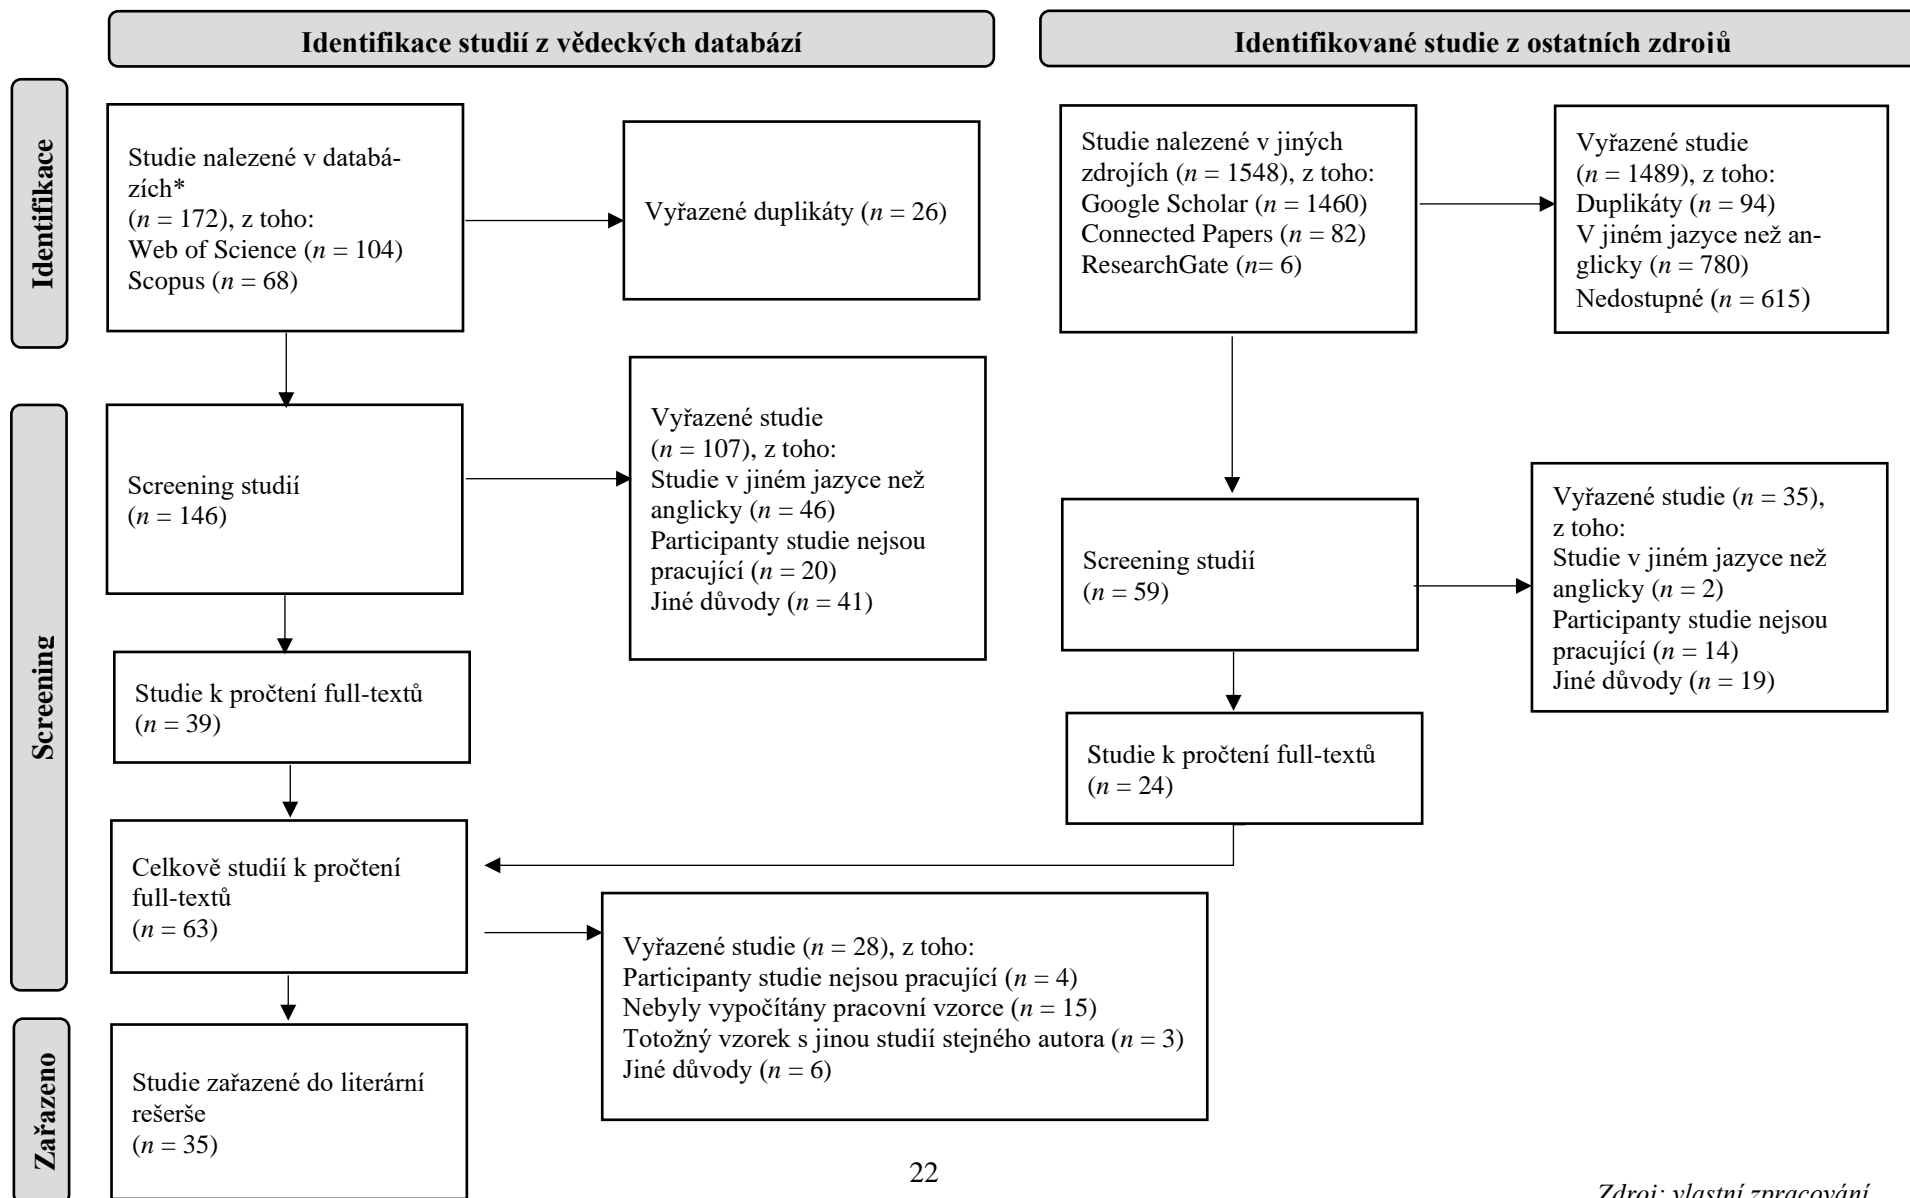 Identifikace studií z vědeckých databází
Identifikované studie z ostatních zdrojů
Identifikace
Studie nalezené v databá-
zích*
(n = 172), z toho:
Web of Science (n = 104)
Scopus (n = 68)
Vyřazené duplikáty (n = 26)
Studie nalezené v jiných
zdrojích (n = 1548), z toho:
Google Scholar (n = 1460)
Connected Papers (n = 82)
ResearchGate (n= 6)
Vyřazené studie
(n = 1489), z toho:
Duplikáty (n = 94)
V jiném jazyce než an-
glicky (n = 780)
Nedostupné (n = 615)
Screening
Screening studií
(n = 146)
Vyřazené studie
(n = 107), z toho:
Studie v jiném jazyce než
anglicky (n = 46)
Participanty studie nejsou
pracující (n = 20)
Jiné důvody (n = 41)
Screening studií
(n = 59)
Vyřazené studie (n = 35),
z toho:
Studie v jiném jazyce než
anglicky (n = 2)
Participanty studie nejsou
pracující (n = 14)
Jiné důvody (n = 19)
Studie k pročtení full-textů
(n = 39)
Studie k pročtení full-textů
(n = 24)
Celkově studií k pročtení
full-textů
(n = 63)
Vyřazené studie (n = 28), z toho:
Participanty studie nejsou pracující (n = 4)
Nebyly vypočítány pracovní vzorce (n = 15)
Totožný vzorek s jinou studií stejného autora (n = 3)
Jiné důvody (n = 6)
Zařazeno
Studie zařazené do literární
rešerše
(n = 35)
22
Zdroj: vlastní zpracování